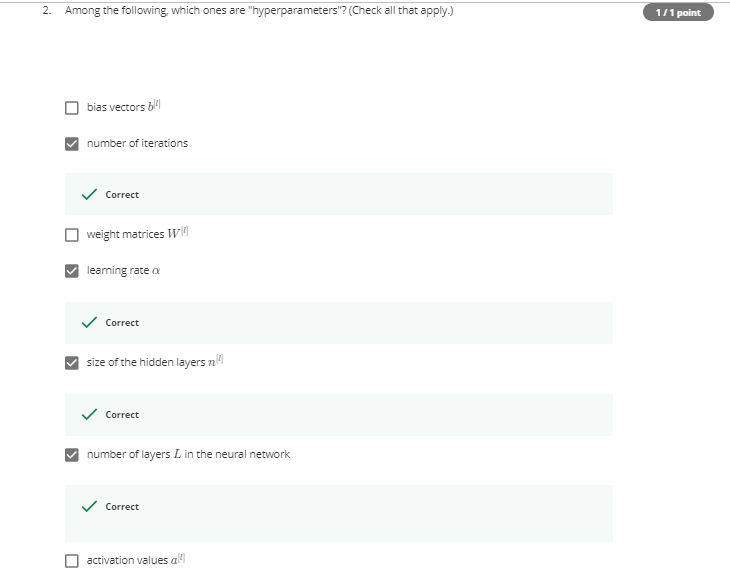 2. Among the following, which ones are "hyperparameters"? (Check all that apply.)
1 / 1 point
bias vectors b[l]
number of iterations
Correct
weight matrices W[l]
learning rate α
Correct
size of the hidden layers n[l]
Correct
number of layers L in the neural network
Correct
activation values a[l]